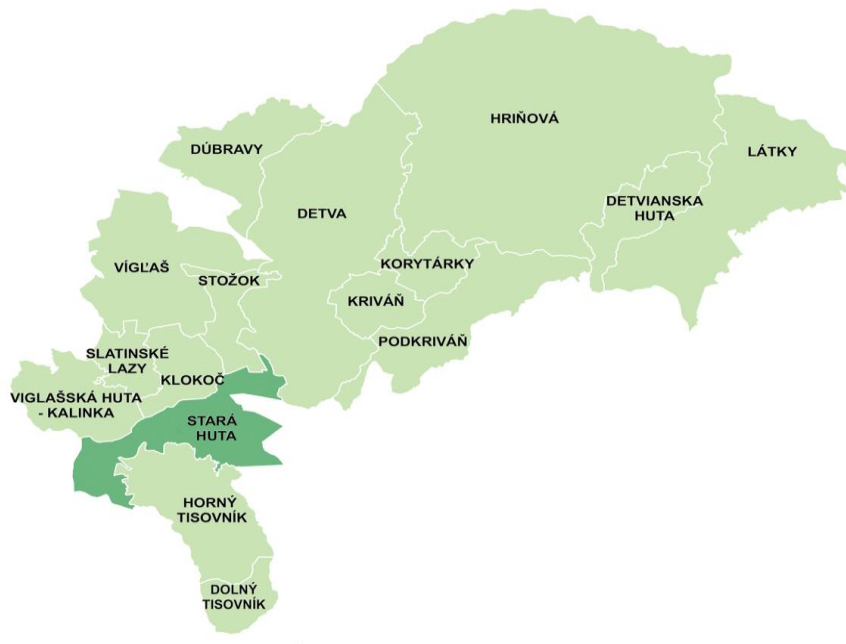 HRIŇOVÁ
DÚBRAVY
LÁTKY
DETVA
DETVIANSKA
HUTA
VÍGĽAŠ
STOŽOK
KORYTÁRKY
KRIVÁŇ
PODKRIVÁŇ
SLATINSKÉ
LAZY
KLOKOČ
VIGLAŠSKÁ HUTA
- KALINKA
STARÁ
HUTA
HORNÝ
TISOVNÍK
DOLNÝ
TISOVNÍK